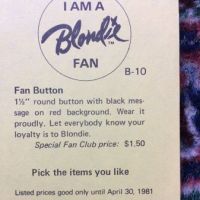 I AM A
Blondie™
FAN
B-10
Fan Button
1½" round button with black mes-
sage on red background. Wear it
proudly. Let everybody know your
loyalty is to Blondie.
Special Fan Club price: $1.50
Pick the items you like
Listed prices good only until April 30, 1981